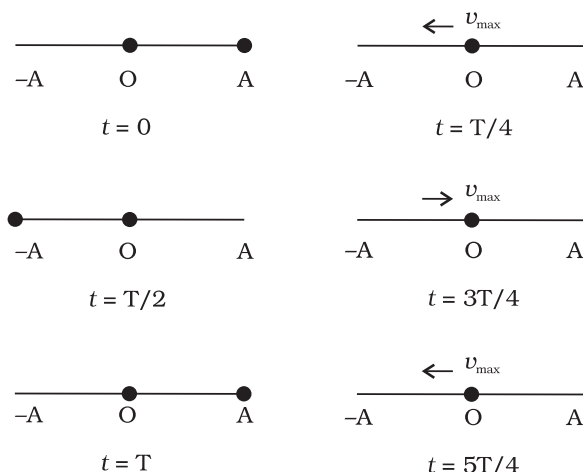 v_max
–A O A –A O A
t = 0 t = T/4
v_max
–A O A –A O A
t = T/2 t = 3T/4
v_max
–A O A –A O A
t = T t = 5T/4